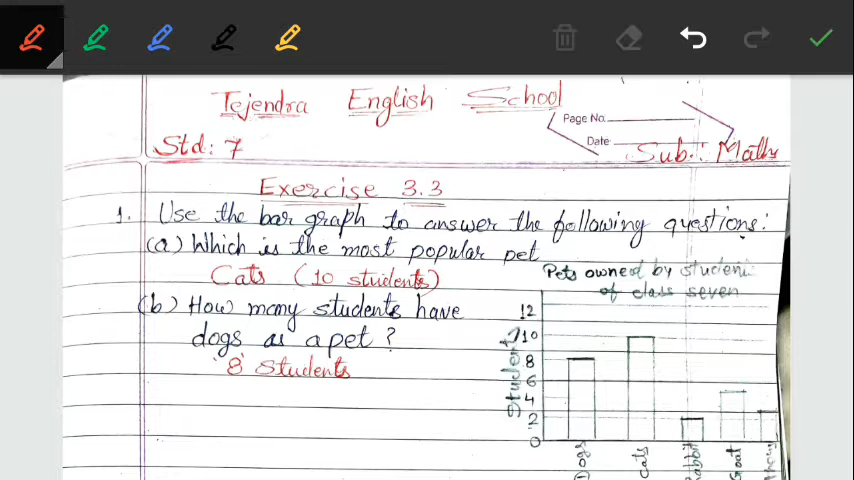 Tejendra English School
Page No.
Date
Std: 7
Sub.: Maths
Exercise 3.3
1. Use the bar graph to answer the following questions:
(a) Which is the most popular pet
Cats (10 students)
(b) How many students have
dogs as a pet?
8 students
Pets owned by student
of class seven
12
10
8
6
4
2
0
Students
Dogs
Cats
Rabbit
Goat